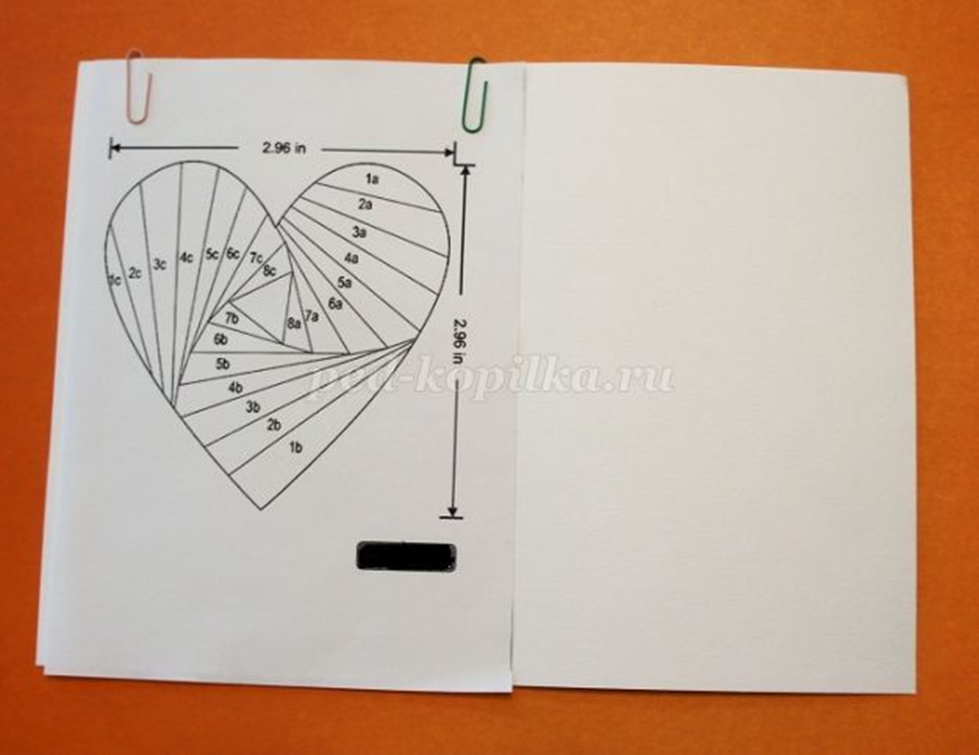 2.96 in
1a
2a
3a
4a
5a
6a
7a
8a
1c
2c
3c
4c
5c
6c
7c
8c
7b
6b
5b
4b
3b
2b
1b
2.96 in
ped-kopilka.ru